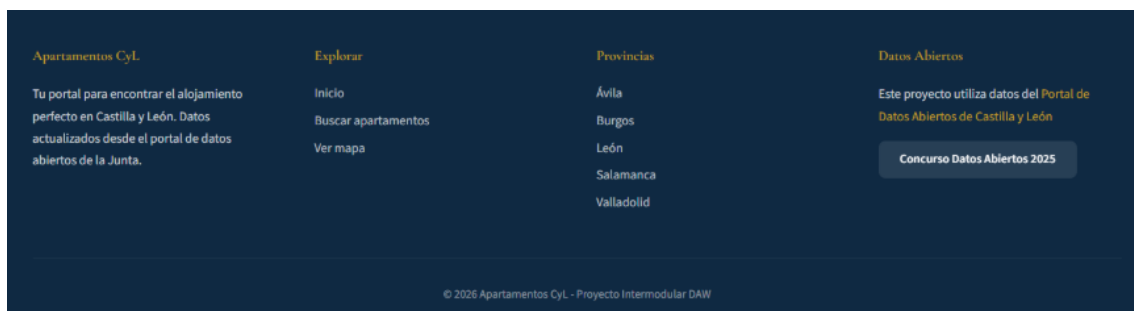 Apartamentos CyL
Tu portal para encontrar el alojamiento
perfecto en Castilla y León. Datos
actualizados desde el portal de datos
abiertos de la Junta.
Explorar
Inicio
Buscar apartamentos
Ver mapa
Provincias
Ávila
Burgos
León
Salamanca
Valladolid
Datos Abiertos
Este proyecto utiliza datos del Portal de
Datos Abiertos de Castilla y León
Concurso Datos Abiertos 2025
© 2026 Apartamentos CyL - Proyecto Intermodular DAW